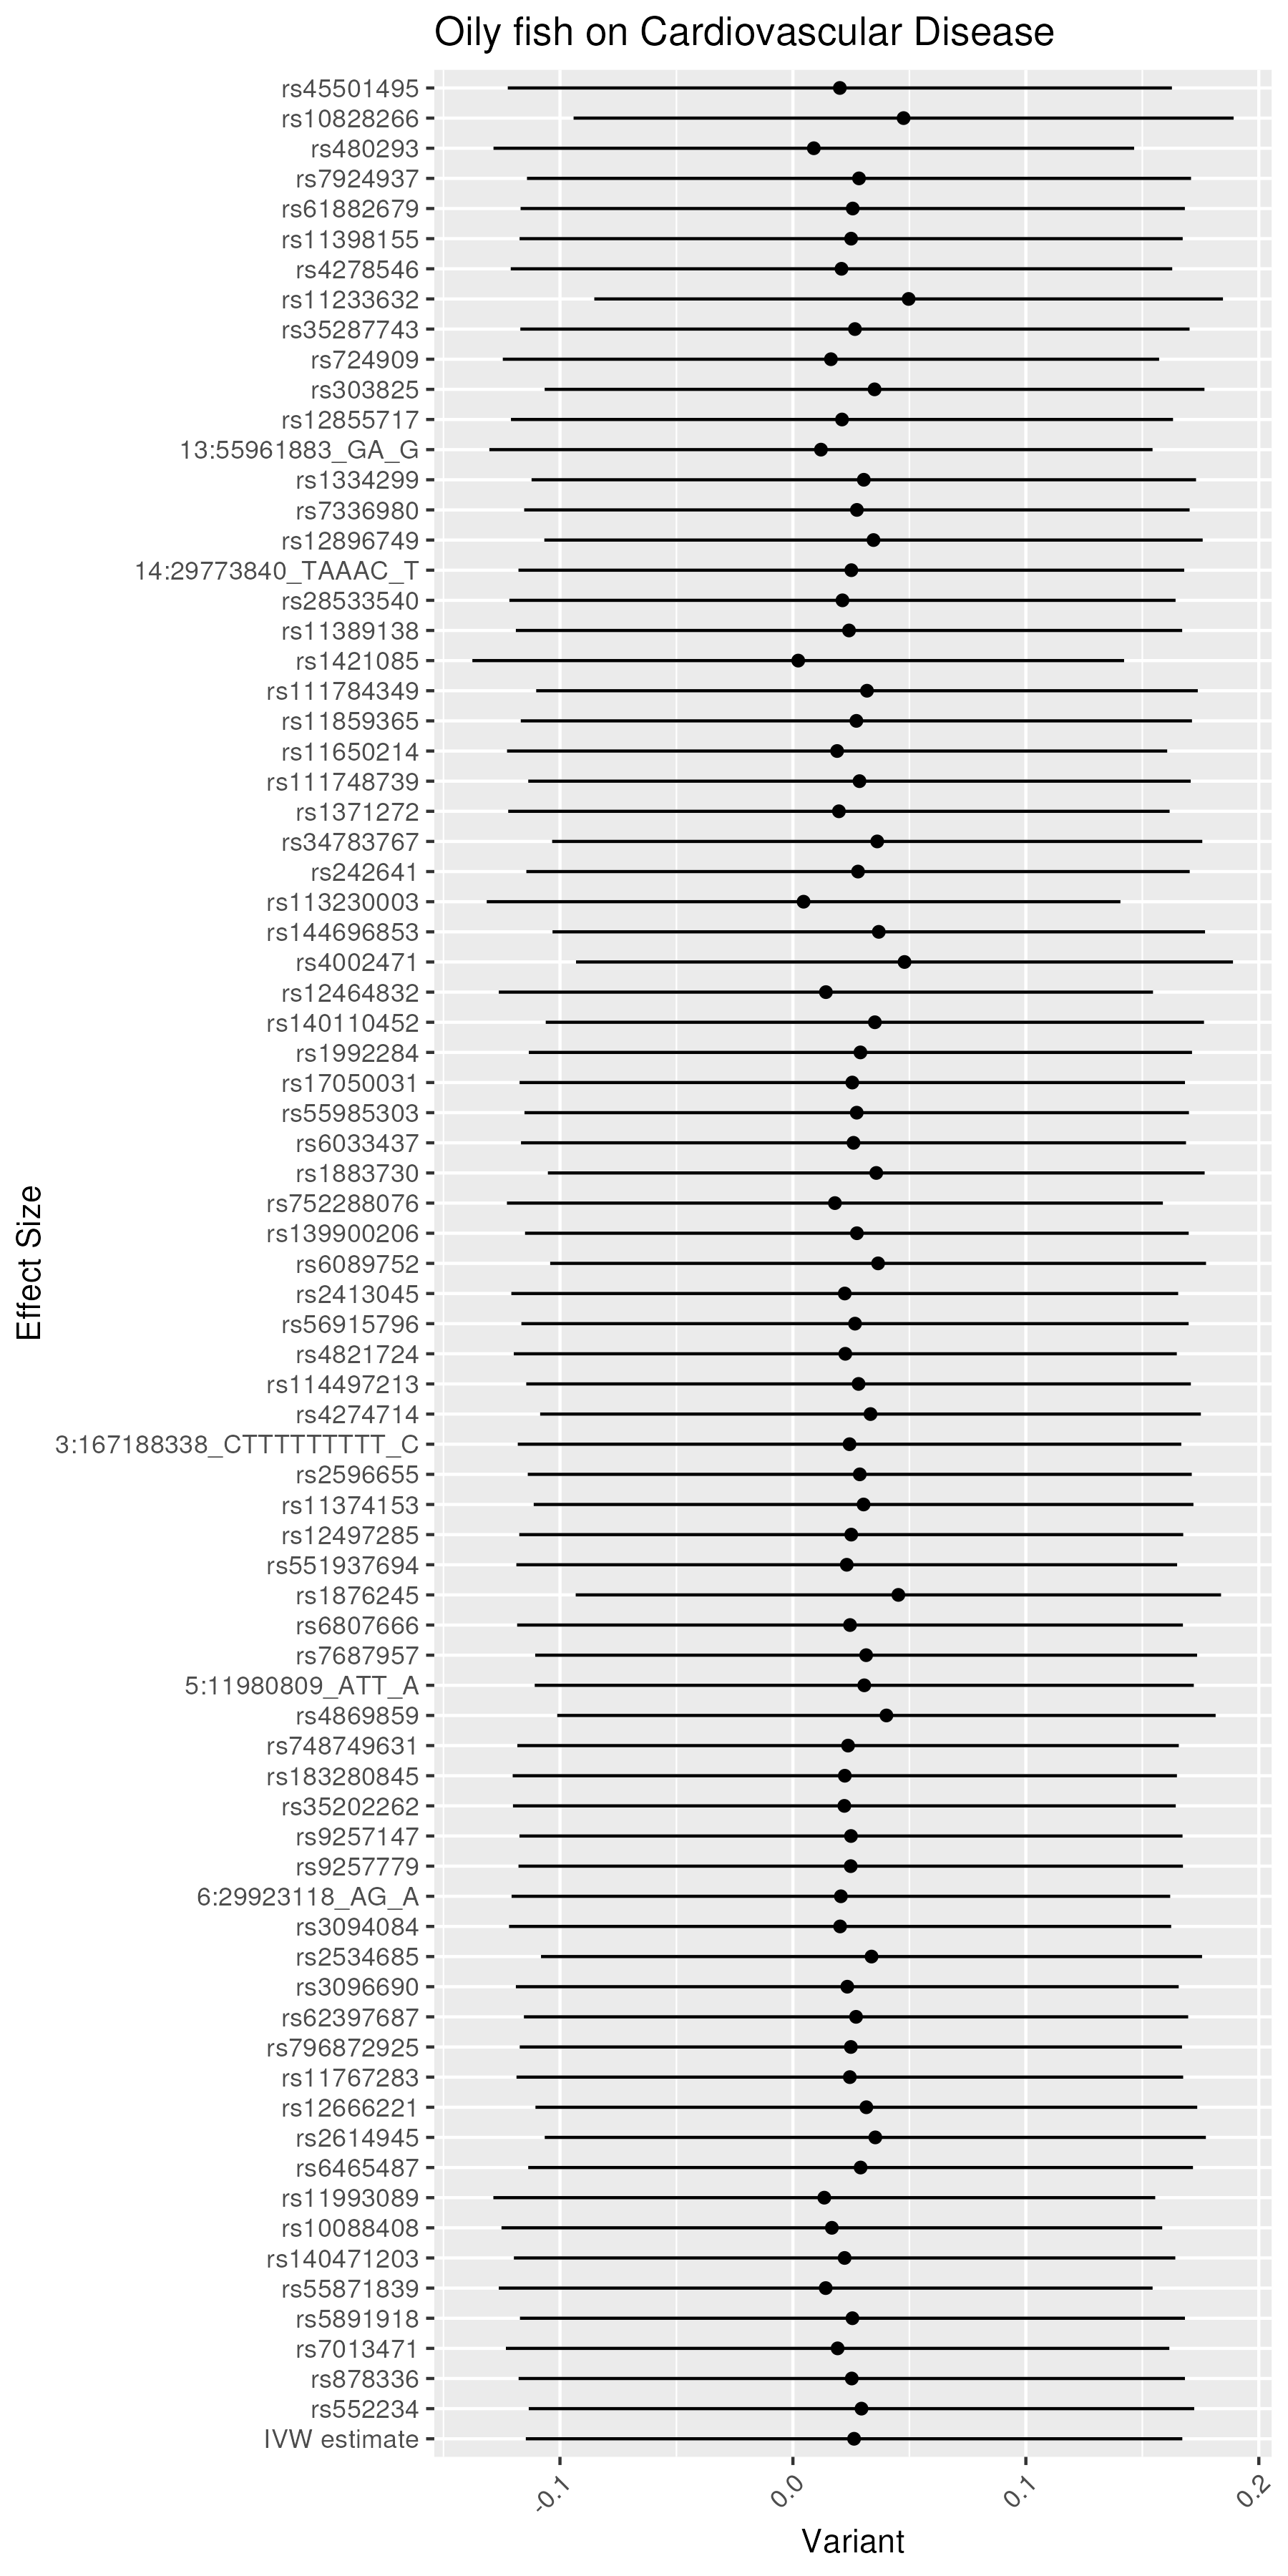 Oily fish on Cardiovascular Disease
rs45501495
rs10828266
rs480293
rs7924937
rs61882679
rs11398155
rs4278546
rs11233632
rs35287743
rs724909
rs303825
rs12855717
13:55961883_GA_G
rs1334299
rs7336980
rs12896749
14:29773840_TAAAC_T
rs28533540
rs11389138
rs1421085
rs111784349
rs11859365
rs11650214
rs111748739
rs1371272
rs34783767
rs242641
rs113230003
rs144696853
rs4002471
rs12464832
rs140110452
rs1992284
rs17050031
rs55985303
rs6033437
rs1883730
rs752288076
rs139900206
rs6089752
rs2413045
rs56915796
rs4821724
rs114497213
rs4274714
3:167188338_CTTTTTTTTT_C
rs2596655
rs11374153
rs12497285
rs551937694
rs1876245
rs6807666
rs7687957
5:11980809_ATT_A
rs4869859
rs748749631
rs183280845
rs35202262
rs9257147
rs9257779
6:29923118_AG_A
rs3094084
rs2534685
rs3096690
rs62397687
rs796872925
rs11767283
rs12666221
rs2614945
rs6465487
rs11993089
rs10088408
rs140471203
rs55871839
rs5891918
rs7013471
rs878336
rs552234
IVW estimate
Effect Size
-0.1
0.0
0.1
0.2
Variant